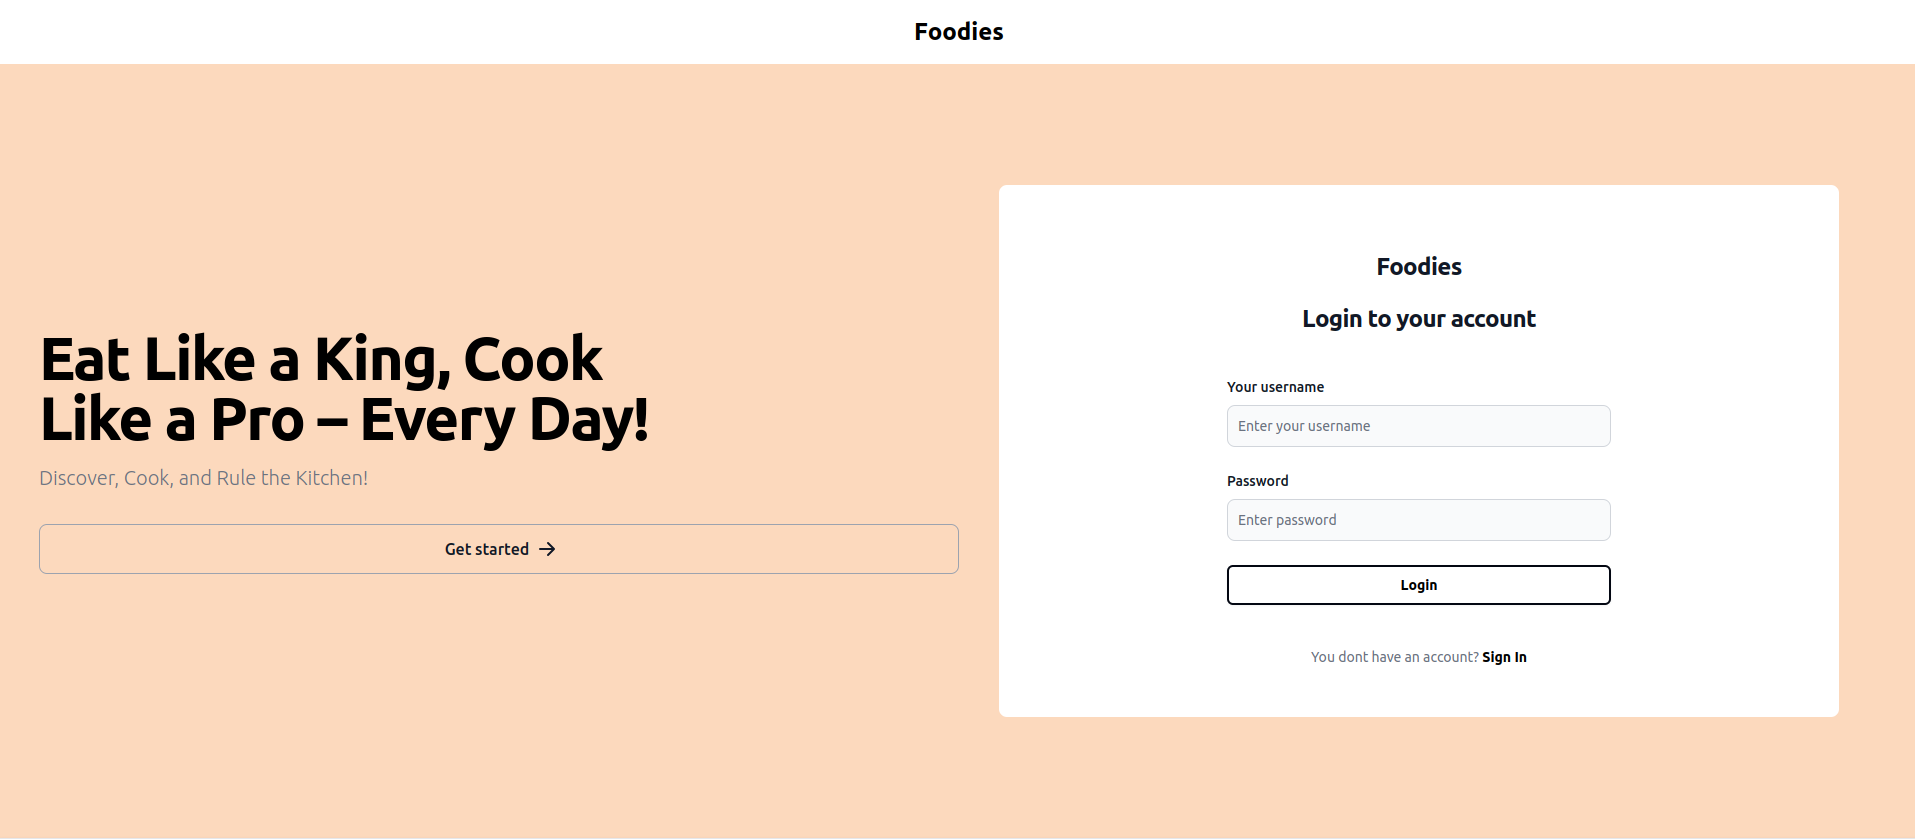 Foodies
Eat Like a King, Cook
Like a Pro – Every Day!
Discover, Cook, and Rule the Kitchen!
Get started
Foodies
Login to your account
Your username
Enter your username
Password
Enter password
Login
You dont have an account? Sign In